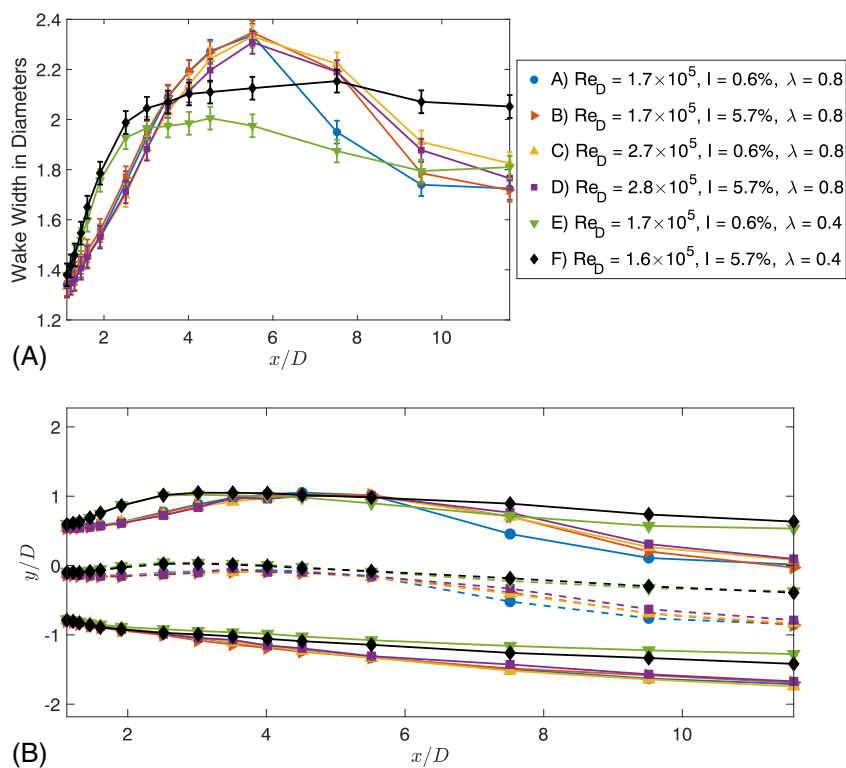 2.4
2.2
2.0
1.8
1.6
1.4
1.2
Wake Width in Diameters
2 4 6 8 10
x/D
(A)
A) Re_D = 1.7×10^5, I = 0.6%, λ = 0.8
B) Re_D = 1.7×10^5, I = 5.7%, λ = 0.8
C) Re_D = 2.7×10^5, I = 0.6%, λ = 0.8
D) Re_D = 2.8×10^5, I = 5.7%, λ = 0.8
E) Re_D = 1.7×10^5, I = 0.6%, λ = 0.4
F) Re_D = 1.6×10^5, I = 5.7%, λ = 0.4
2
1
0
-1
-2
y/D
2 4 6 8 10
x/D
(B)